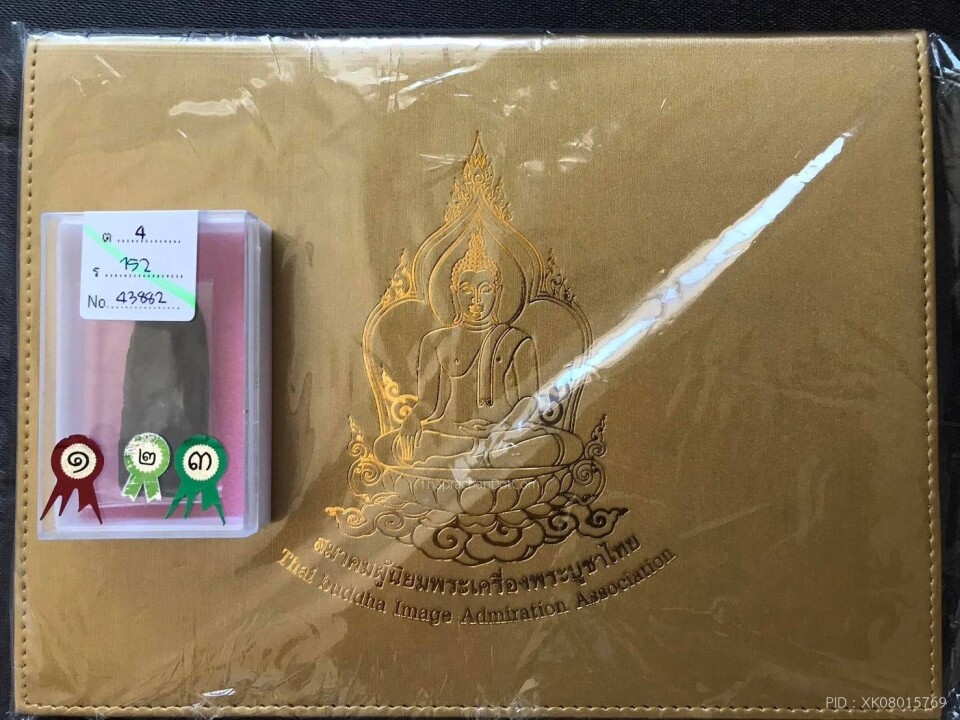 ต 4
ร 152
No. 43882
๑
๒
๓
สมาคมผู้นิยมพระเครื่องพระบูชาไทย
Thai buddha Image Admiration Association
PID : XK08015769